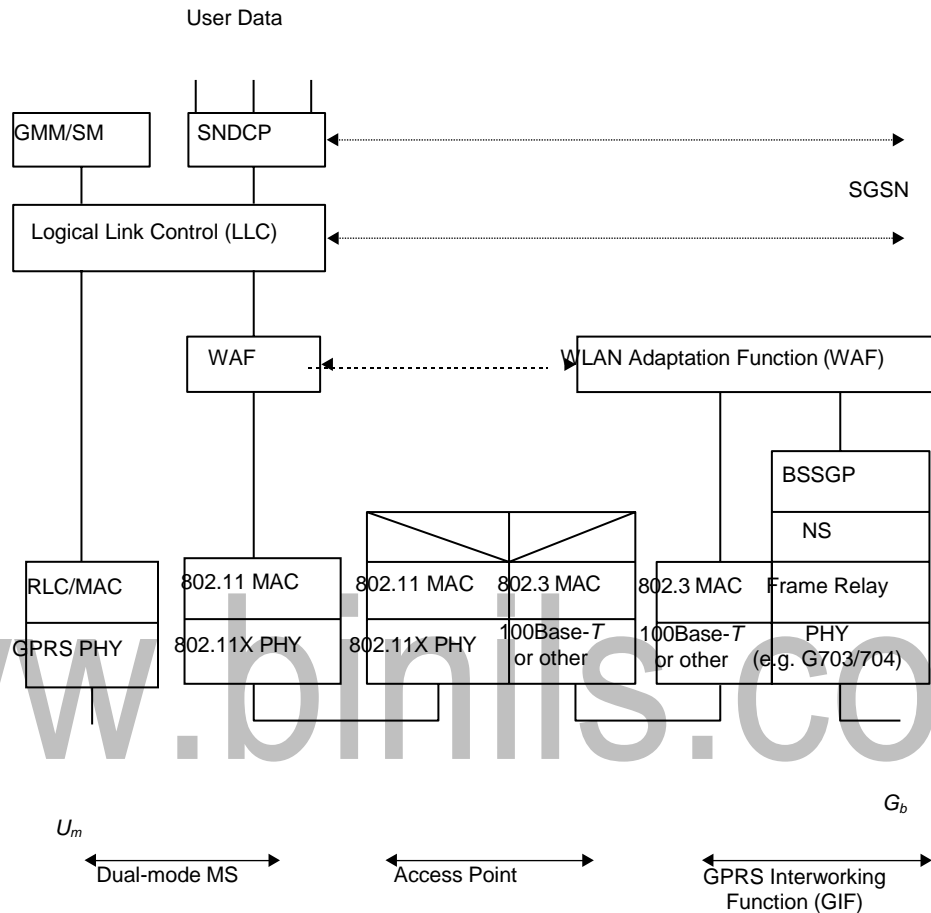 User Data
GMM/SM
SNDCP
SGSN
Logical Link Control (LLC)
WAF
WLAN Adaptation Function (WAF)
BSSGP
NS
RLC/MAC
802.11 MAC
802.11 MAC
802.3 MAC
802.3 MAC
Frame Relay
GPRS PHY
802.11X PHY
802.11X PHY
100Base-T
or other
100Base-T
or other
PHY
(e.g. G703/704)
w.binils.co
Gb
Um
Dual-mode MS
Access Point
GPRS Interworking
Function (GIF)